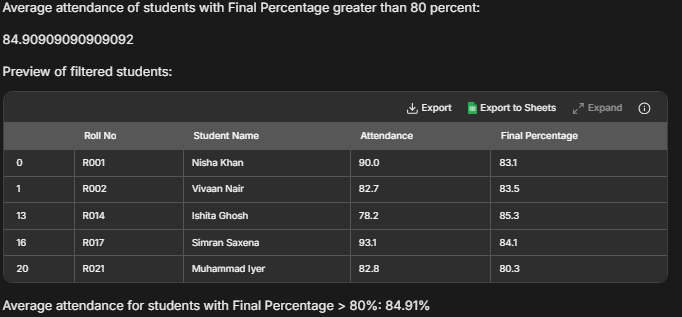 Average attendance of students with Final Percentage greater than 80 percent:
84.90909090909092
Preview of filtered students:
Export Export to Sheets Expand
Roll No Student Name Attendance Final Percentage
0 R001 Nisha Khan 90.0 83.1
1 R002 Vivaan Nair 82.7 83.5
13 R014 Ishita Ghosh 78.2 85.3
16 R017 Simran Saxena 93.1 84.1
20 R021 Muhammad Iyer 82.8 80.3
Average attendance for students with Final Percentage > 80%: 84.91%